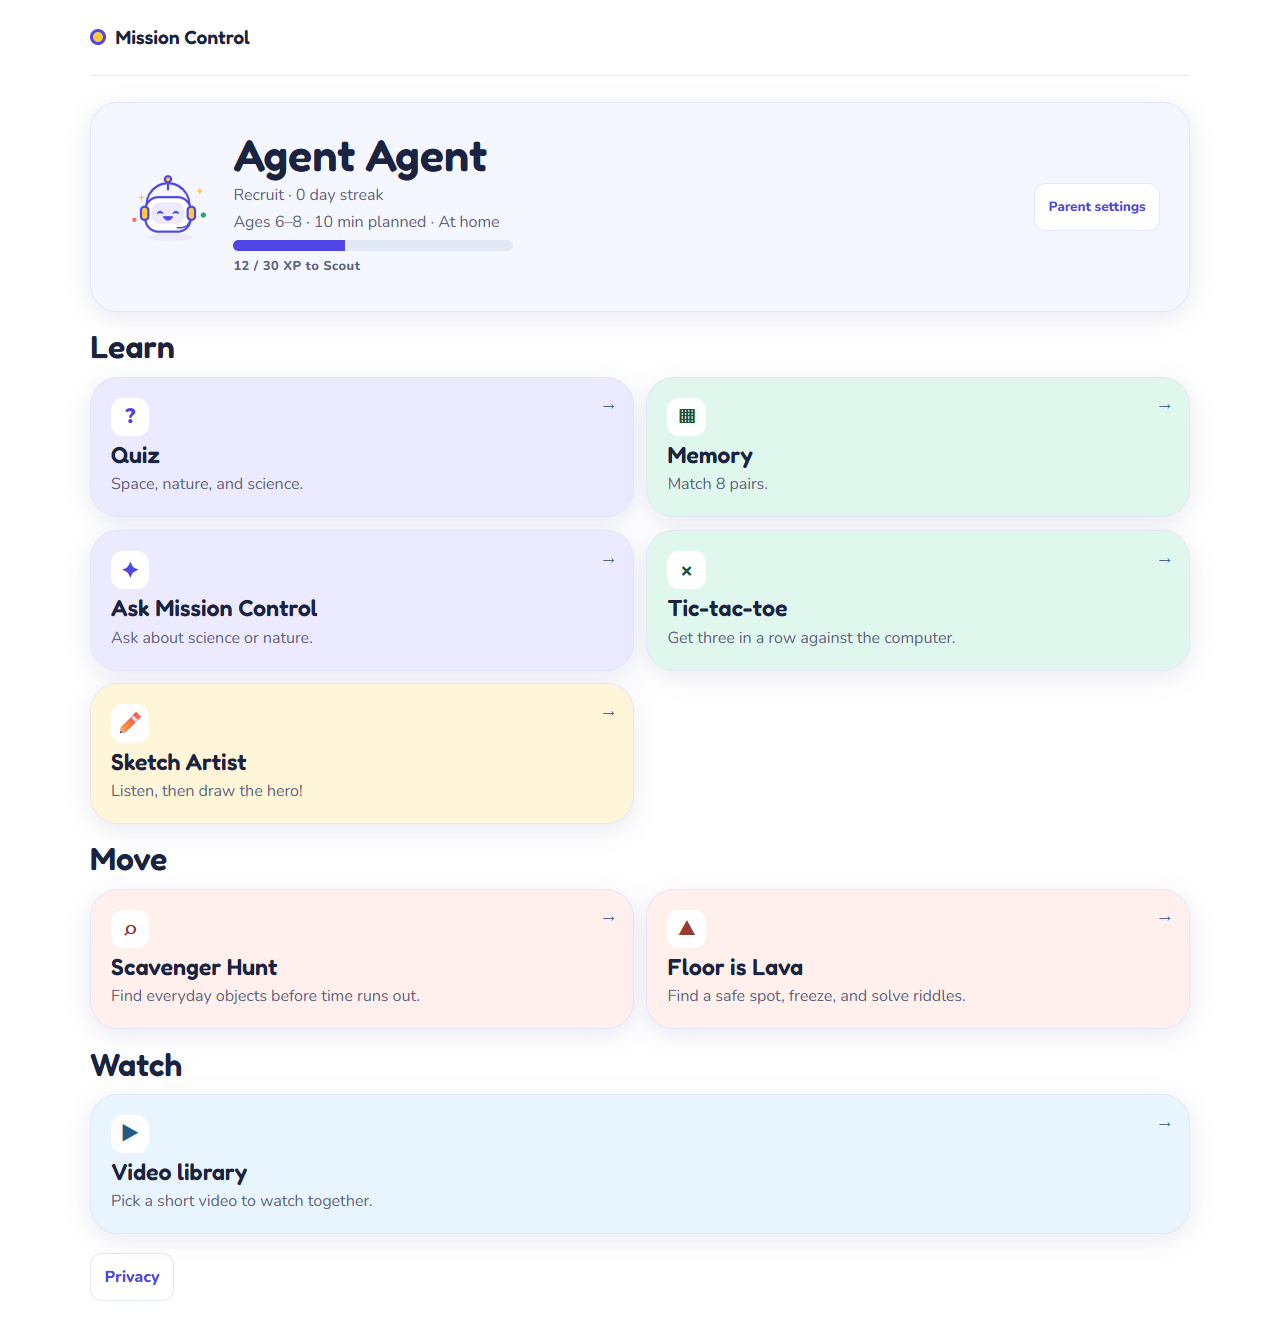 Mission Control
Agent Agent
Recruit · 0 day streak
Ages 6–8 · 10 min planned · At home
12 / 30 XP to Scout
Parent settings
Learn
?
→
Quiz
Space, nature, and science.
→
Memory
Match 8 pairs.
→
Ask Mission Control
Ask about science or nature.
×
→
Tic-tac-toe
Get three in a row against the computer.
→
Sketch Artist
Listen, then draw the hero!
Move
→
Scavenger Hunt
Find everyday objects before time runs out.
→
Floor is Lava
Find a safe spot, freeze, and solve riddles.
Watch
→
Video library
Pick a short video to watch together.
Privacy